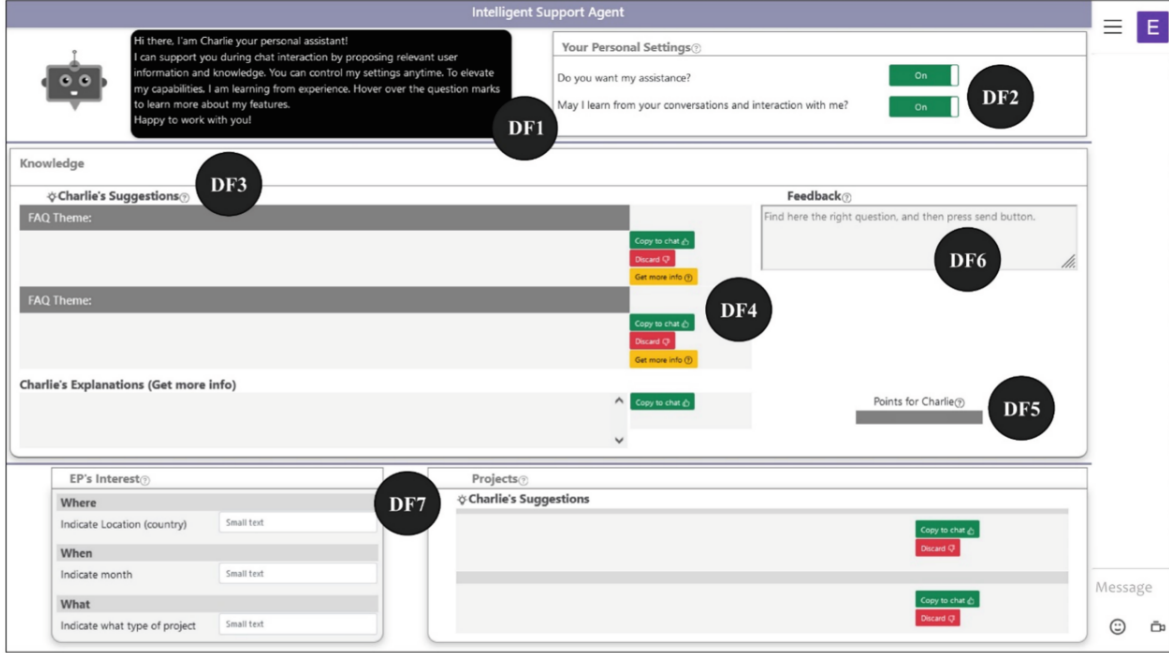 Intelligent Support Agent
E
Hi there, I'am Charlie your personal assistant!
I can support you during chat interaction by proposing relevant user
information and knowledge. You can control my settings anytime. To elevate
my capabilities. I am learning from experience. Hover over the question marks
to learn more about my features.
Happy to work with you!
DF1
Your Personal Settings?
Do you want my assistance?
On
May I learn from your conversations and interaction with me?
On
DF2
Knowledge
DF3
Charlie's Suggestions?
FAQ Theme:
Copy to chat
Discard
Get more info ?
FAQ Theme:
Copy to chat
Discard
Get more info ?
DF4
Feedback?
Find here the right question, and then press send button.
DF6
Charlie's Explanations (Get more info)
Copy to chat
Points for Charlie?
DF5
EP's Interest?
Where
Indicate Location (country)
Small text
When
Indicate month
Small text
What
Indicate what type of project
Small text
DF7
Projects?
Charlie's Suggestions
Copy to chat
Discard
Copy to chat
Discard
Message